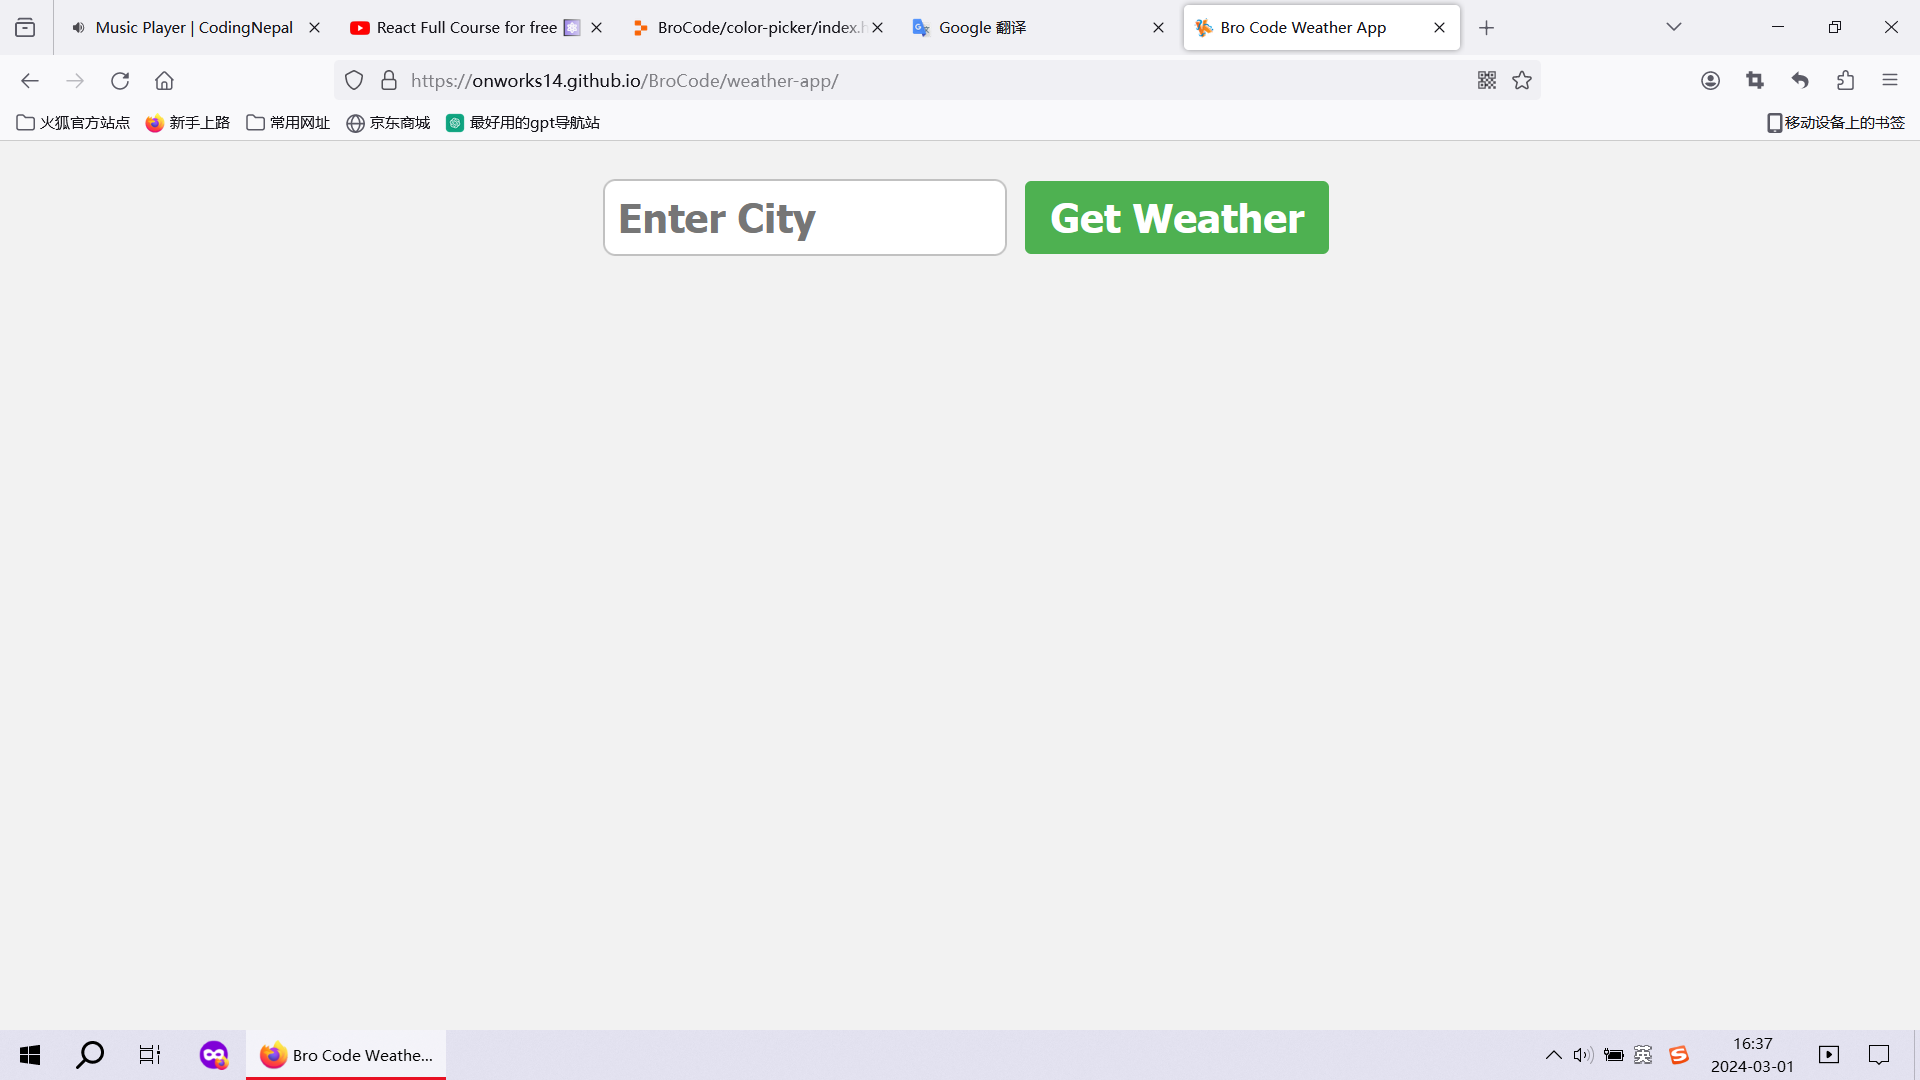 Music Player | CodingNepal
React Full Course for free
BroCode/color-picker/index.h
Google 翻译
Bro Code Weather App
https://onworks14.github.io/BroCode/weather-app/
火狐官方站点
新手上路
常用网址
京东商城
最好用的gpt导航站
移动设备上的书签
Enter City
Get Weather
Bro Code Weathe...
英
16:37
2024-03-01